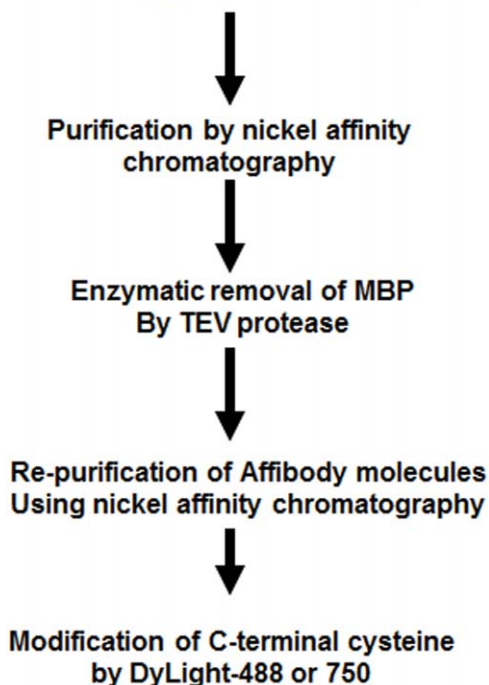 Purification by nickel affinity
chromatography
Enzymatic removal of MBP
By TEV protease
Re-purification of Affibody molecules
Using nickel affinity chromatography
Modification of C-terminal cysteine
by DyLight-488 or 750